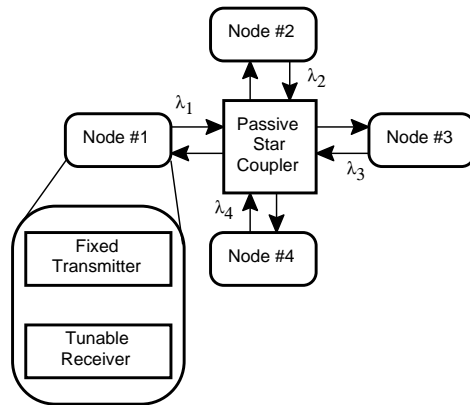 Node #2
λ2
λ1
Node #1
Passive
Star
Coupler
Node #3
λ3
λ4
Node #4
Fixed
Transmitter
Tunable
Receiver